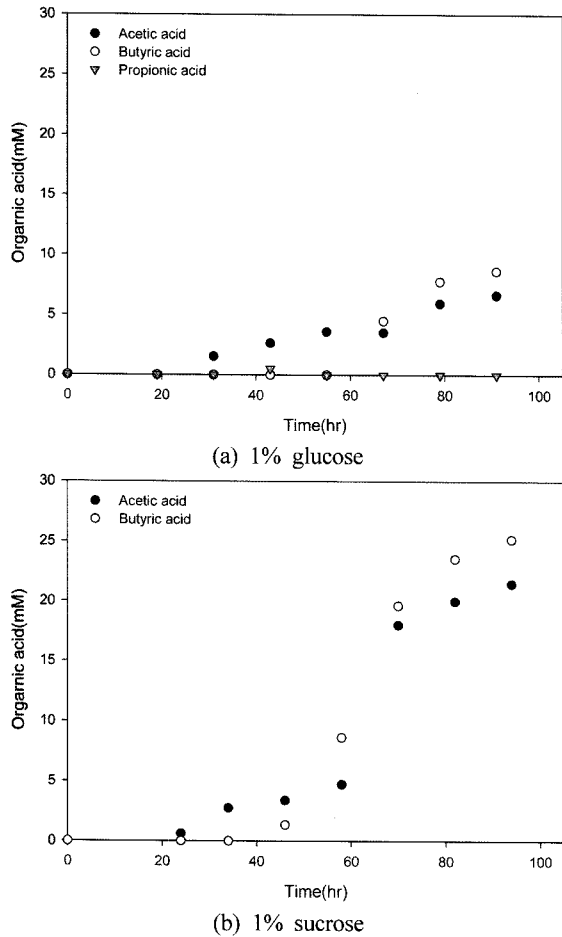 30
25
20
15
10
5
0
Orgarnic acid(mM)
Acetic acid
Butyric acid
Propionic acid
0 20 40 60 80 100
Time(hr)
(a) 1% glucose
30
25
20
15
10
5
0
Orgarnic acid(mM)
Acetic acid
Butyric acid
0 20 40 60 80 100
Time(hr)
(b) 1% sucrose